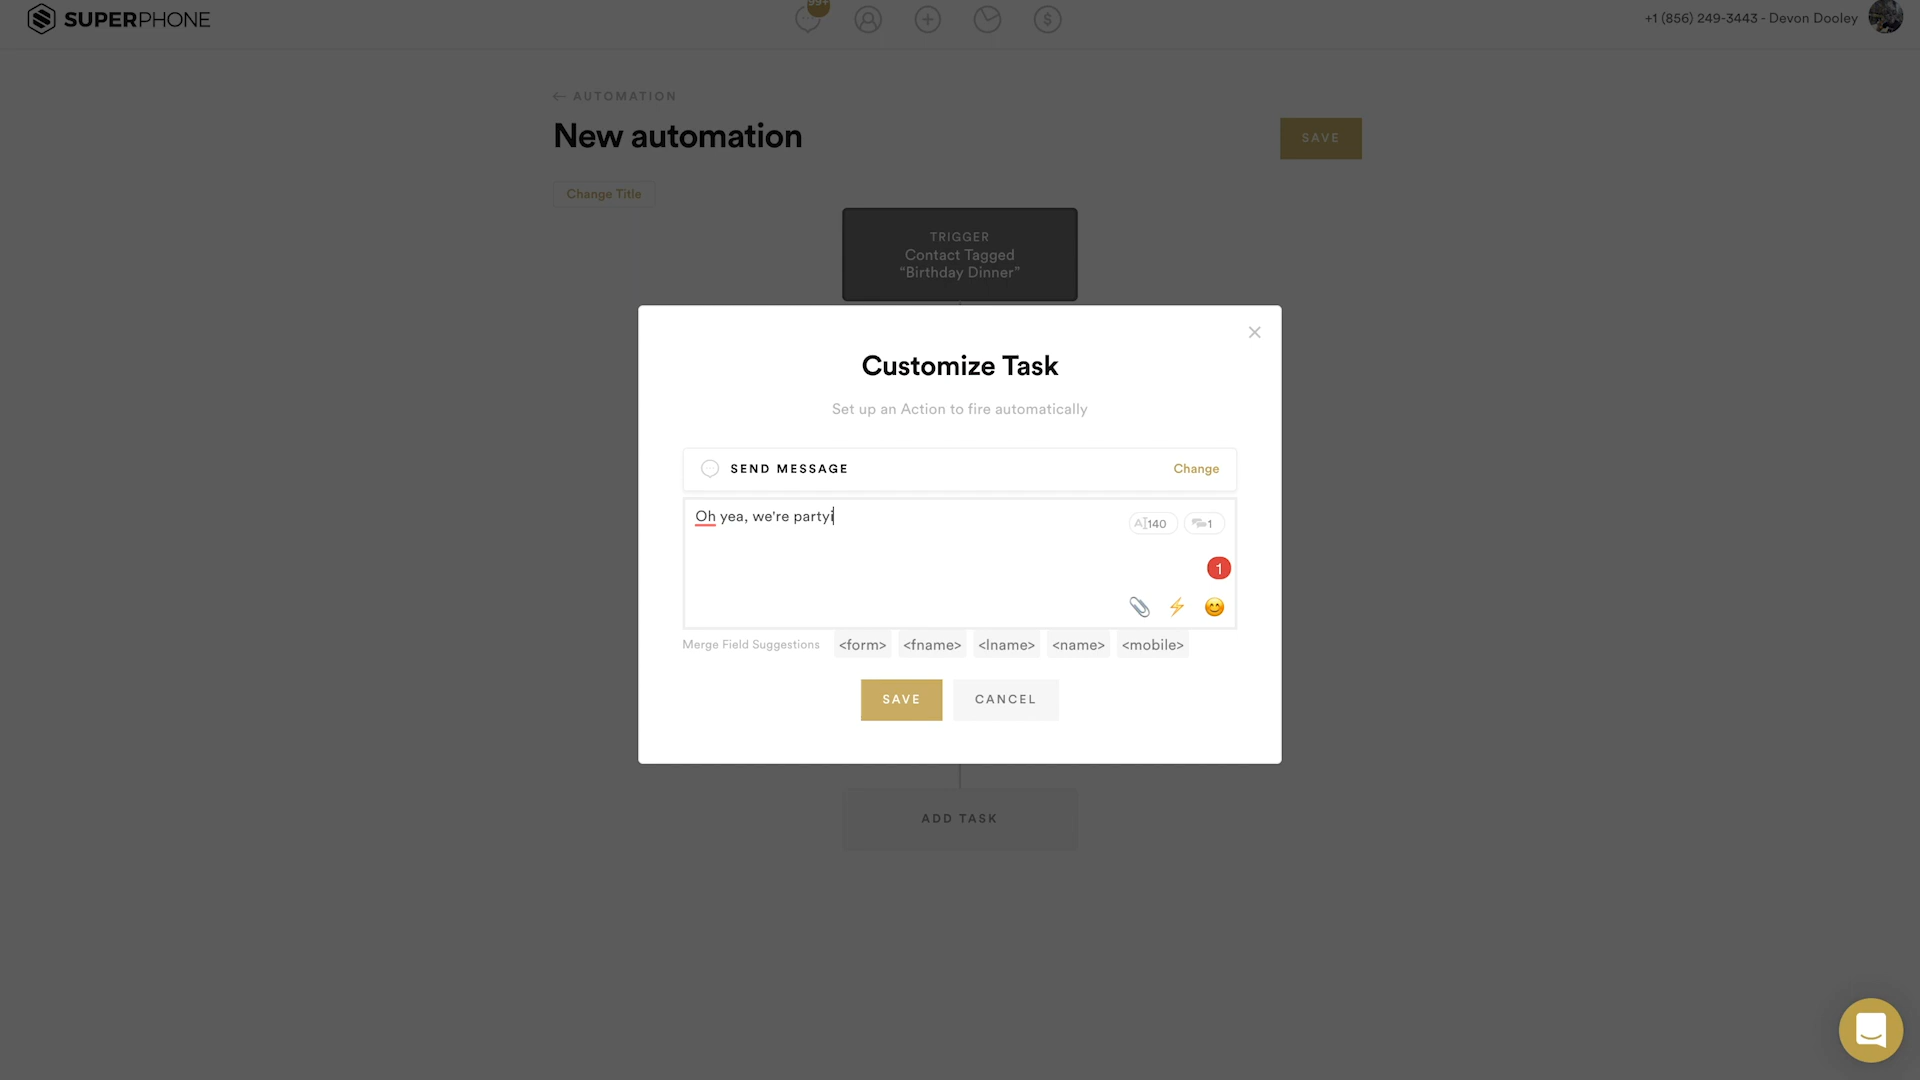 SUPERPHONE
99+
+1 (856) 249-3443 - Devon Dooley
← AUTOMATION
New automation
SAVE
Change Title
TRIGGER
Contact Tagged
“Birthday Dinner”
Customize Task
Set up an Action to fire automatically
SEND MESSAGE
Change
Oh yea, we're partyi
140
1
1
Merge Field Suggestions
<form>
<fname>
<lname>
<name>
<mobile>
SAVE
CANCEL
ADD TASK